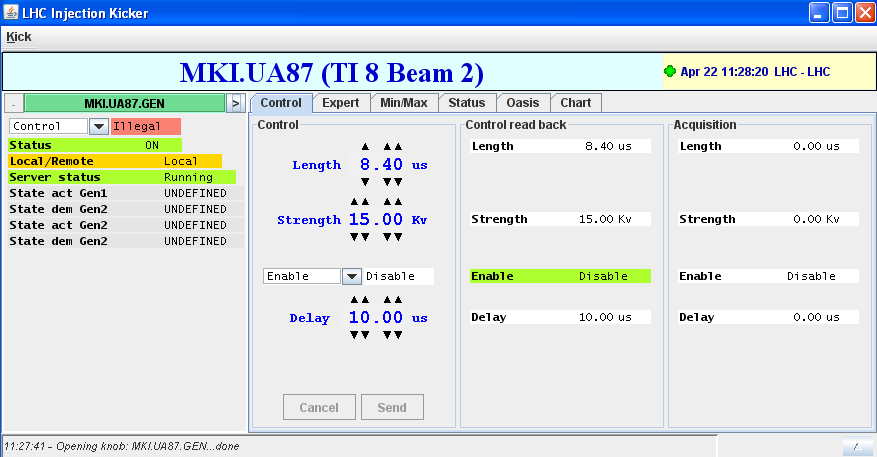 LHC Injection Kicker
Kick
MKI.UA87 (TI 8 Beam 2)
Apr 22 11:28:20 LHC - LHC
- MKI.UA87.GEN >
Control Illegal
Status ON
Local/Remote Local
Server status Running
State act Gen1 UNDEFINED
State dem Gen2 UNDEFINED
State act Gen2 UNDEFINED
State dem Gen2 UNDEFINED
Control Expert Min/Max Status Oasis Chart
Control
Length 8.40 us
Strength 15.00 Kv
Enable Disable
Delay 10.00 us
Cancel Send
Control read back
Length 8.40 us
Strength 15.00 Kv
Enable Disable
Delay 10.00 us
Acquisition
Length 0.00 us
Strength 0.00 Kv
Enable Disable
Delay 0.00 us
11:27:41 - Opening knob: MKI.UA87.GEN...done